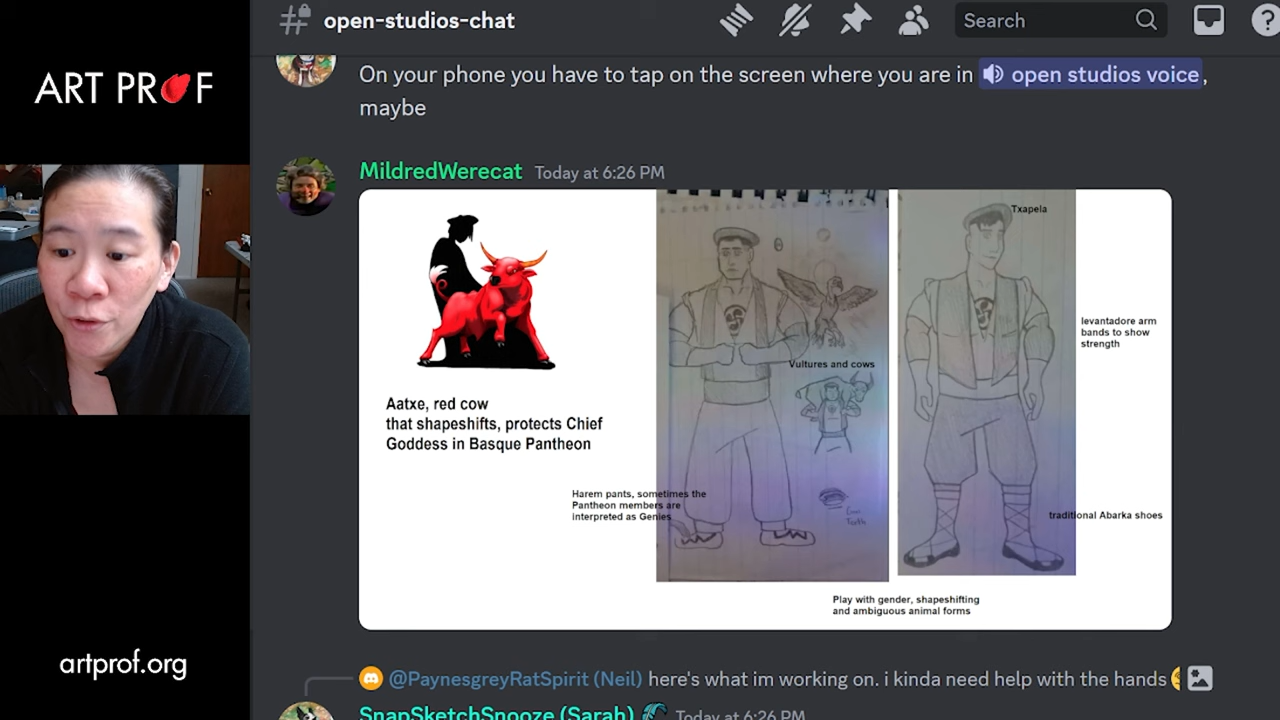 ART PROF
artprof.org
open-studios-chat
Search
On your phone you have to tap on the screen where you are in open studios voice,
maybe
MildredWerecat Today at 6:26 PM
Aatxe, red cow
that shapeshifts, protects Chief
Goddess in Basque Pantheon
Harem pants, sometimes the
Pantheon members are
interpreted as Genies
Vultures and cows
Cow
Teeth
Txapela
levantadore arm
bands to show
strength
traditional Abarka shoes
Play with gender, shapeshifting
and ambiguous animal forms
@PaynesgreyRatSpirit (Neil) here's what im working on. i kinda need help with the hands
SnapSketchSnooze (Sarah) Today at 6:26 PM